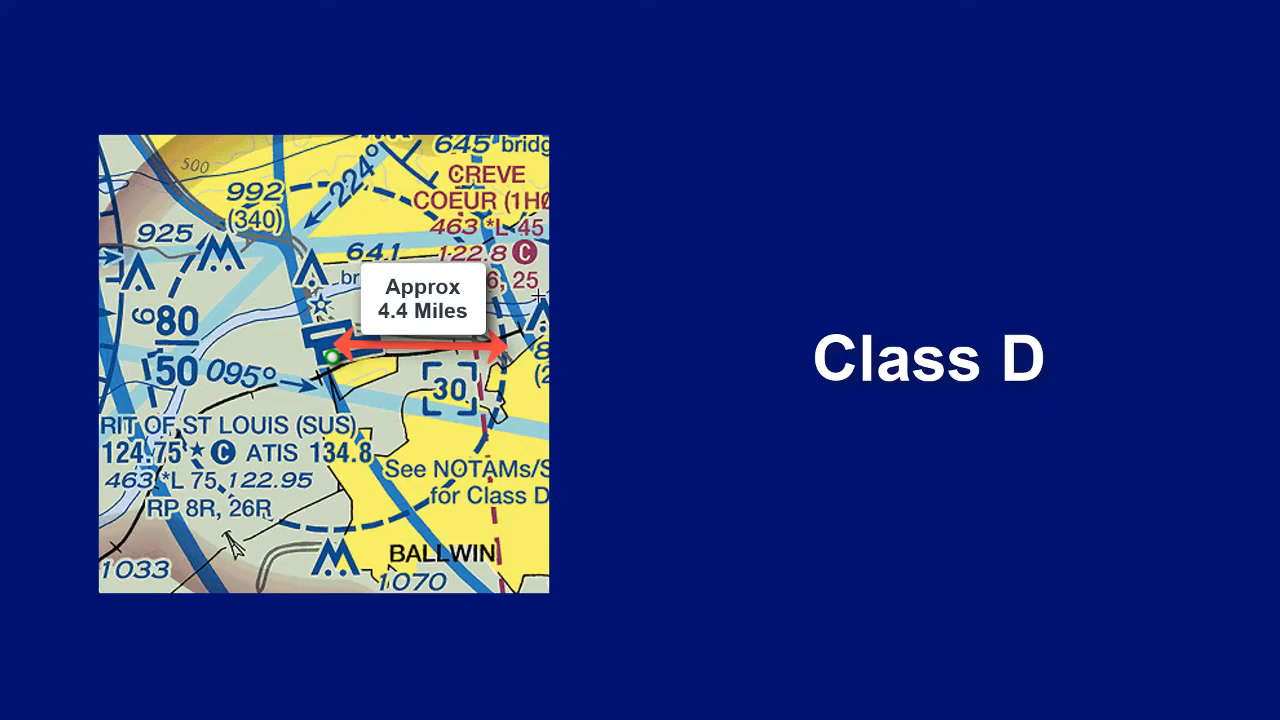 645 bridg
500
CREVE
COEUR (1H0
463 *L 45
122.8 C
6, 25
224°
992
(340)
925
641
br
Approx
4.4 Miles
80
50
095°
30
RIT OF ST LOUIS (SUS)
124.75 * C ATIS 134.8
463 *L 75 122.95
RP 8R, 26R
See NOTAMs/S
for Class D
BALLWIN
1033
1070
Class D